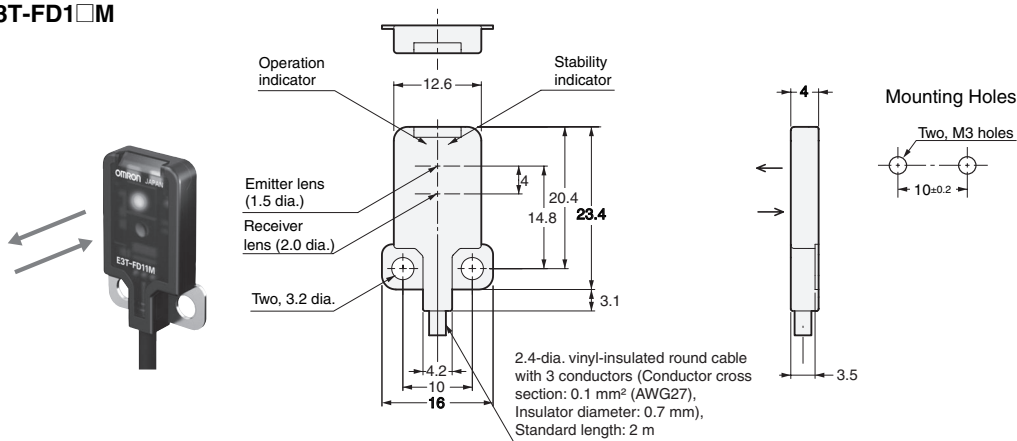 3T-FD1□M
Operation
indicator
Stability
indicator
12.6
4
Mounting Holes
Two, M3 holes
10±0.2
OMRON JAPAN
E3T-FD11M
Emitter lens
(1.5 dia.)
Receiver
lens (2.0 dia.)
4
14.8
20.4
23.4
Two, 3.2 dia.
3.1
4.2
10
16
2.4-dia. vinyl-insulated round cable
with 3 conductors (Conductor cross
section: 0.1 mm² (AWG27),
Insulator diameter: 0.7 mm),
Standard length: 2 m
3.5